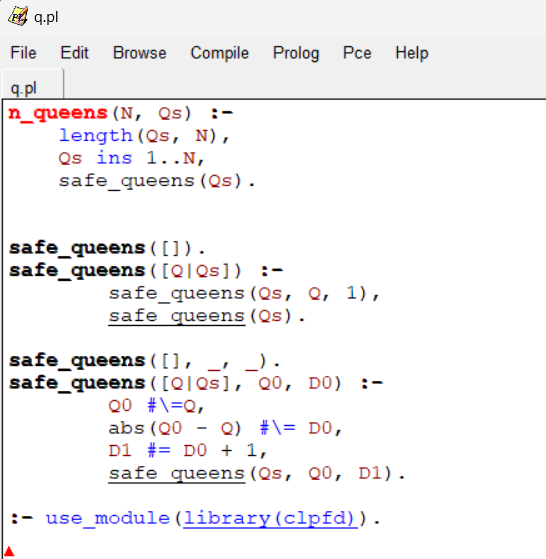 q.pl
File Edit Browse Compile Prolog Pce Help
q.pl
n_queens(N, Qs) :-
    length(Qs, N),
    Qs ins 1..N,
    safe_queens(Qs).
safe_queens([]).
safe_queens([Q|Qs]) :-
        safe_queens(Qs, Q, 1),
        safe_queens(Qs).
safe_queens([], _, _).
safe_queens([Q|Qs], Q0, D0) :-
        Q0 #\=Q,
        abs(Q0 - Q) #\= D0,
        D1 #= D0 + 1,
        safe_queens(Qs, Q0, D1).
:- use_module(library(clpfd)).